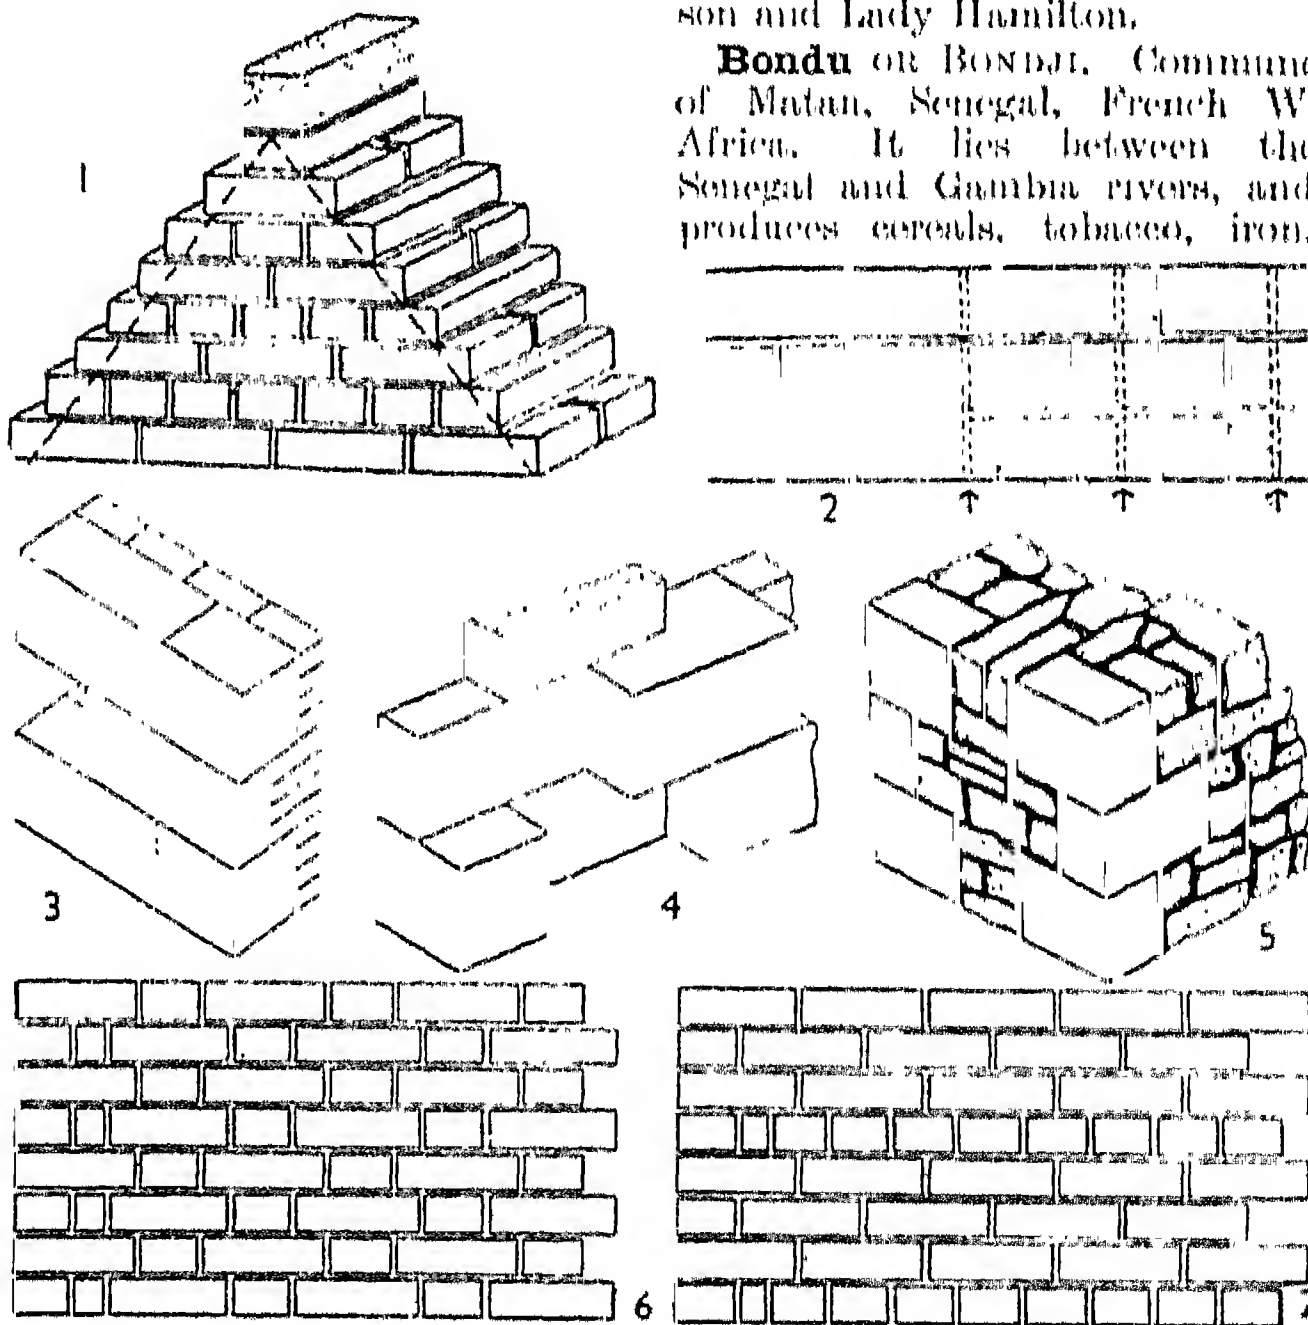 son and Lady Hamilton.
Bondu OR BONDJI. Commune
of Matan, Senegal, French W.
Africa. It lies between the
Senegal and Gambia rivers, and
produces cereals, tobacco, iron,
1
2
3
4
5
6
7